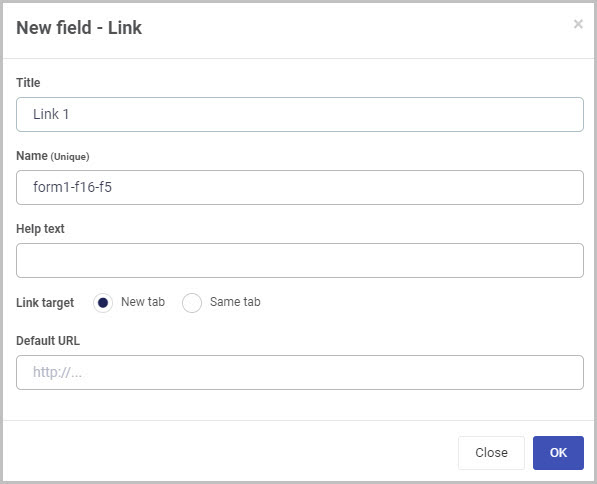 New field - Link
×
Title
Link 1
Name (Unique)
form1-f16-f5
Help text
Link target New tab Same tab
Default URL
http://...
Close OK